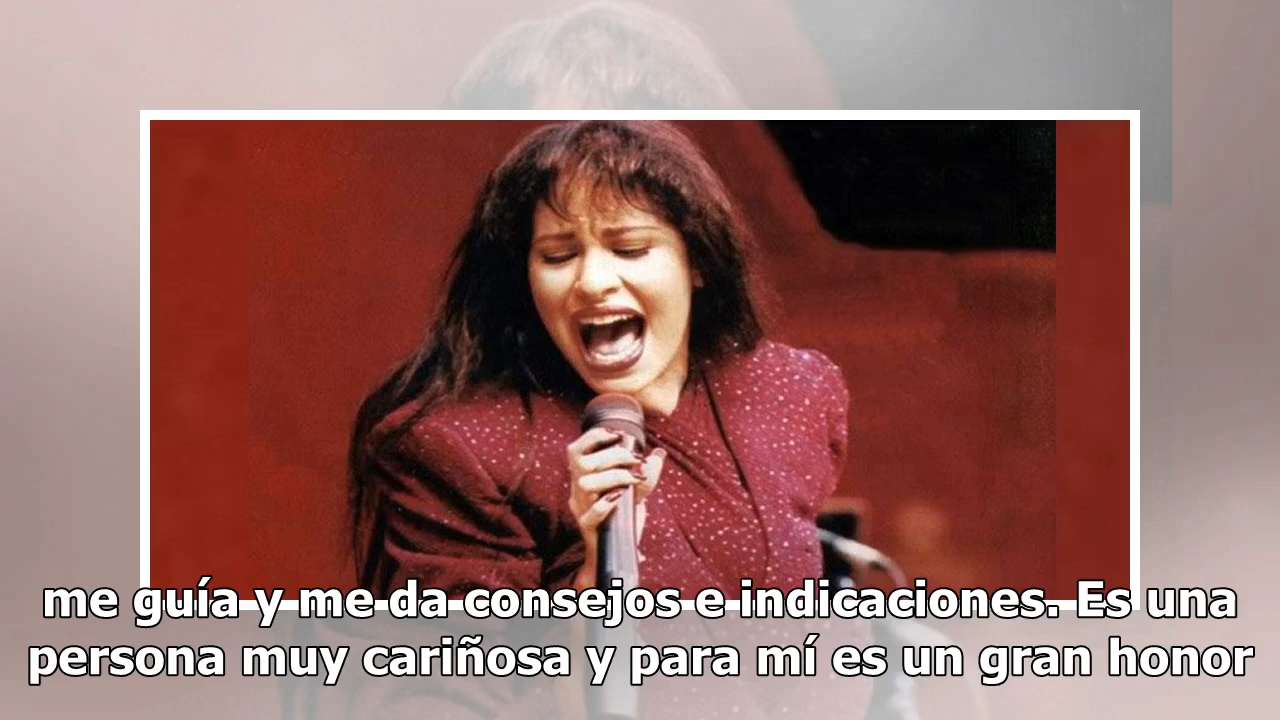 me guía y me da consejos e indicaciones. Es una
persona muy cariñosa y para mí es un gran honor